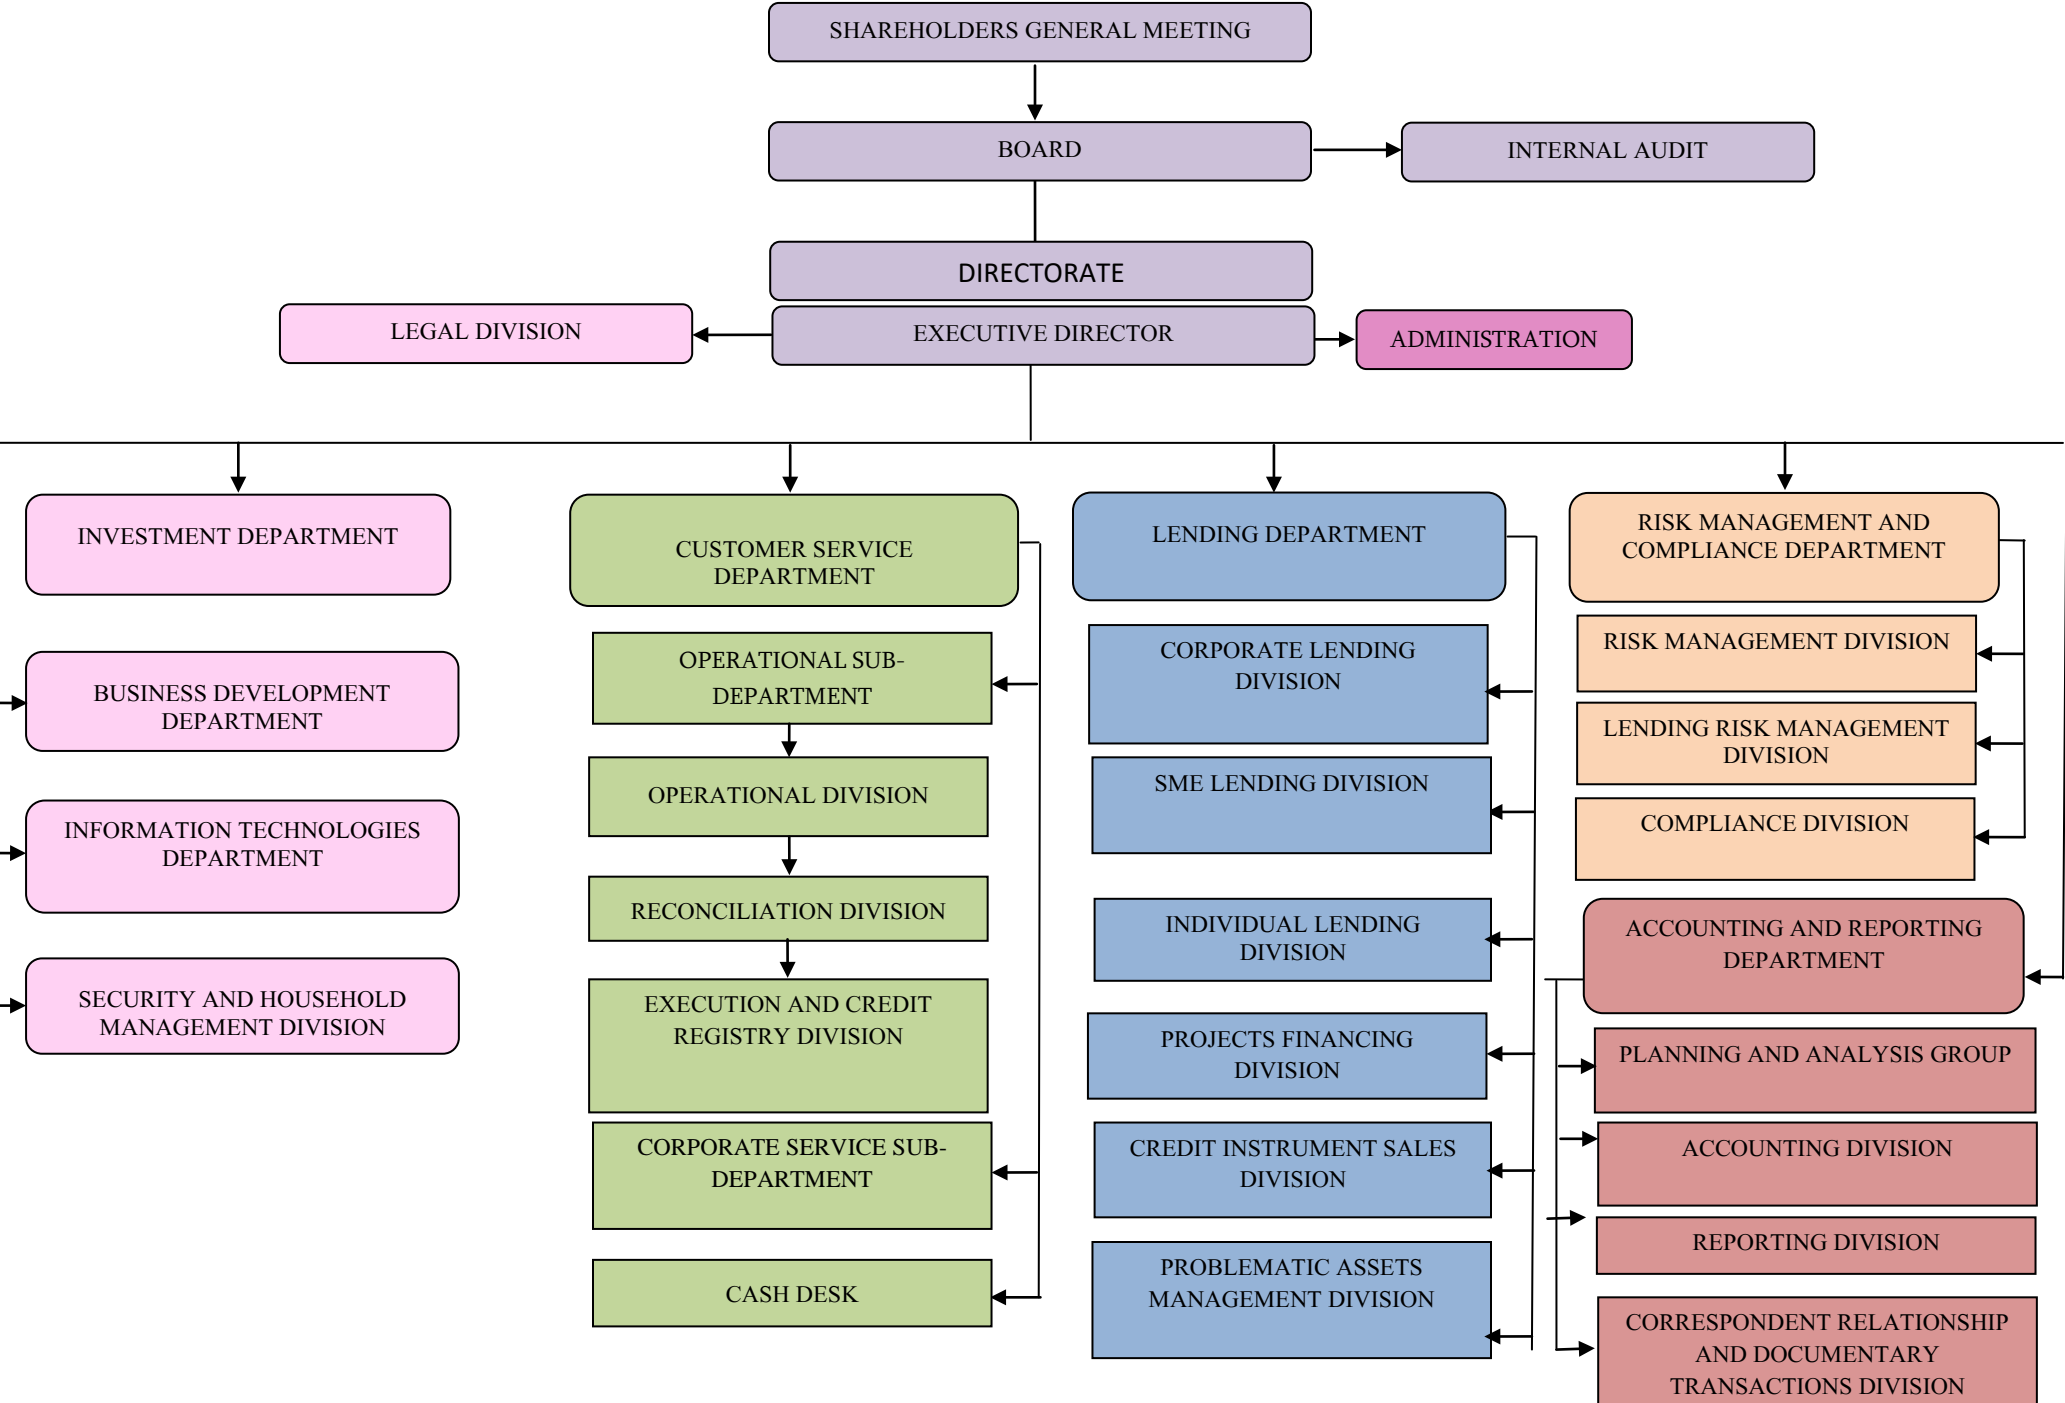 SHAREHOLDERS GENERAL MEETING
BOARD
INTERNAL AUDIT
DIRECTORATE
LEGAL DIVISION
EXECUTIVE DIRECTOR
ADMINISTRATION
INVESTMENT DEPARTMENT
BUSINESS DEVELOPMENT
DEPARTMENT
INFORMATION TECHNOLOGIES
DEPARTMENT
SECURITY AND HOUSEHOLD
MANAGEMENT DIVISION
CUSTOMER SERVICE
DEPARTMENT
OPERATIONAL SUB-
DEPARTMENT
OPERATIONAL DIVISION
RECONCILIATION DIVISION
EXECUTION AND CREDIT
REGISTRY DIVISION
CORPORATE SERVICE SUB-
DEPARTMENT
CASH DESK
LENDING DEPARTMENT
CORPORATE LENDING
DIVISION
SME LENDING DIVISION
INDIVIDUAL LENDING
DIVISION
PROJECTS FINANCING
DIVISION
CREDIT INSTRUMENT SALES
DIVISION
PROBLEMATIC ASSETS
MANAGEMENT DIVISION
RISK MANAGEMENT AND
COMPLIANCE DEPARTMENT
RISK MANAGEMENT DIVISION
LENDING RISK MANAGEMENT
DIVISION
COMPLIANCE DIVISION
ACCOUNTING AND REPORTING
DEPARTMENT
PLANNING AND ANALYSIS GROUP
ACCOUNTING DIVISION
REPORTING DIVISION
CORRESPONDENT RELATIONSHIP
AND DOCUMENTARY
TRANSACTIONS DIVISION